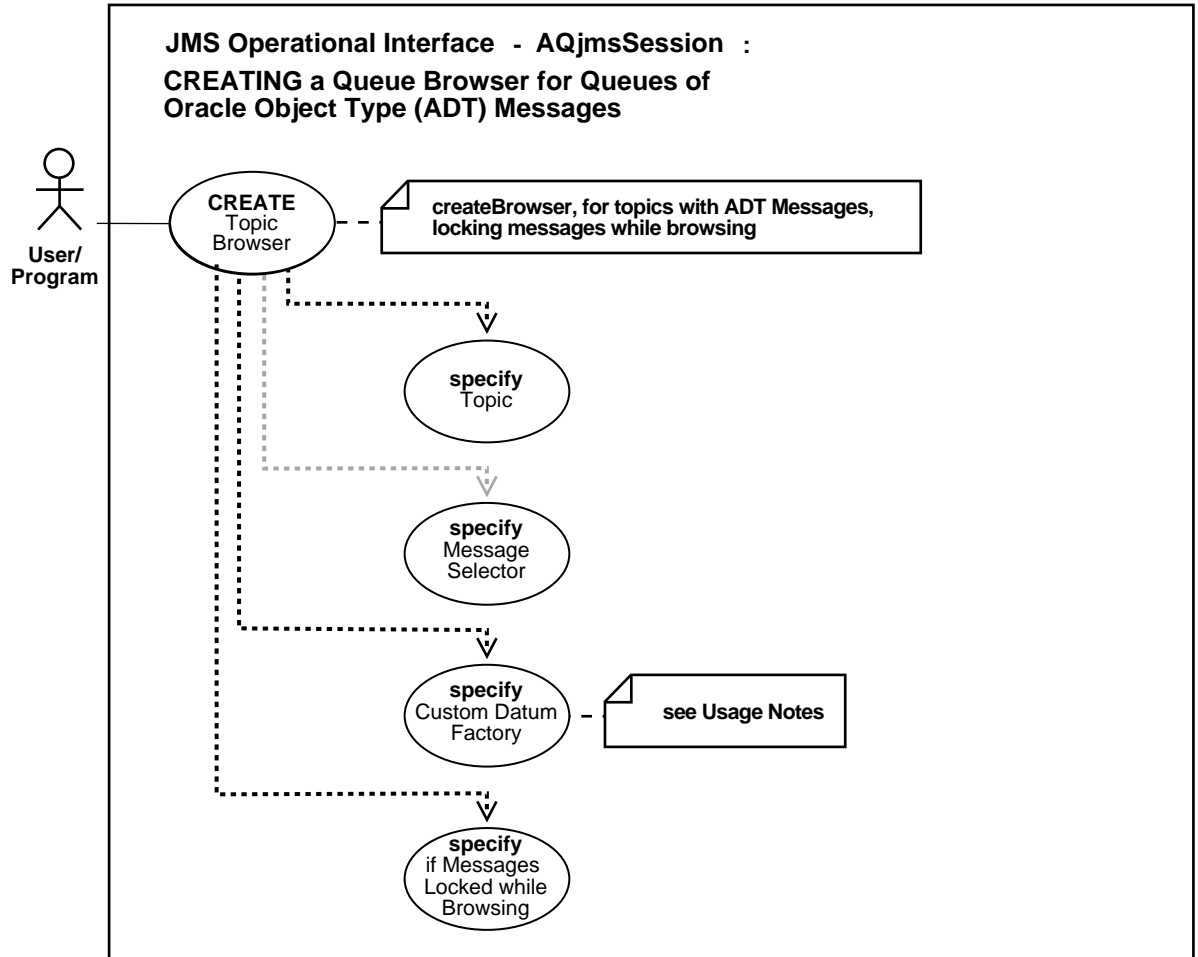 JMS Operational Interface - AQjmsSession :
CREATING a Queue Browser for Queues of
Oracle Object Type (ADT) Messages
User/
Program
CREATE
Topic
Browser
createBrowser, for topics with ADT Messages,
locking messages while browsing
specify
Topic
specify
Message
Selector
specify
Custom Datum
Factory
see Usage Notes
specify
if Messages
Locked while
Browsing